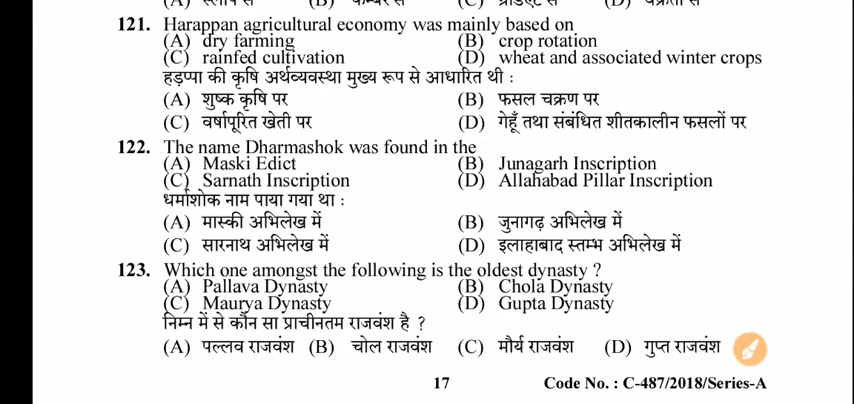 121. Harappan agricultural economy was mainly based on
(A) dry farming (B) crop rotation
(C) rainfed cultivation (D) wheat and associated winter crops
हड़प्पा की कृषि अर्थव्यवस्था मुख्य रूप से आधारित थी :
(A) शुष्क कृषि पर (B) फसल चक्रण पर
(C) वर्षापूरित खेती पर (D) गेहूँ तथा संबंधित शीतकालीन फसलों पर
122. The name Dharmashok was found in the
(A) Maski Edict (B) Junagarh Inscription
(C) Sarnath Inscription (D) Allahabad Pillar Inscription
धर्माशोक नाम पाया गया था :
(A) मास्की अभिलेख में (B) जुनागढ़ अभिलेख में
(C) सारनाथ अभिलेख में (D) इलाहाबाद स्तम्भ अभिलेख में
123. Which one amongst the following is the oldest dynasty ?
(A) Pallava Dynasty (B) Chola Dynasty
(C) Maurya Dynasty (D) Gupta Dynasty
निम्न में से कौन सा प्राचीनतम राजवंश है ?
(A) पल्लव राजवंश (B) चोल राजवंश (C) मौर्य राजवंश (D) गुप्त राजवंश
17 Code No. : C-487/2018/Series-A